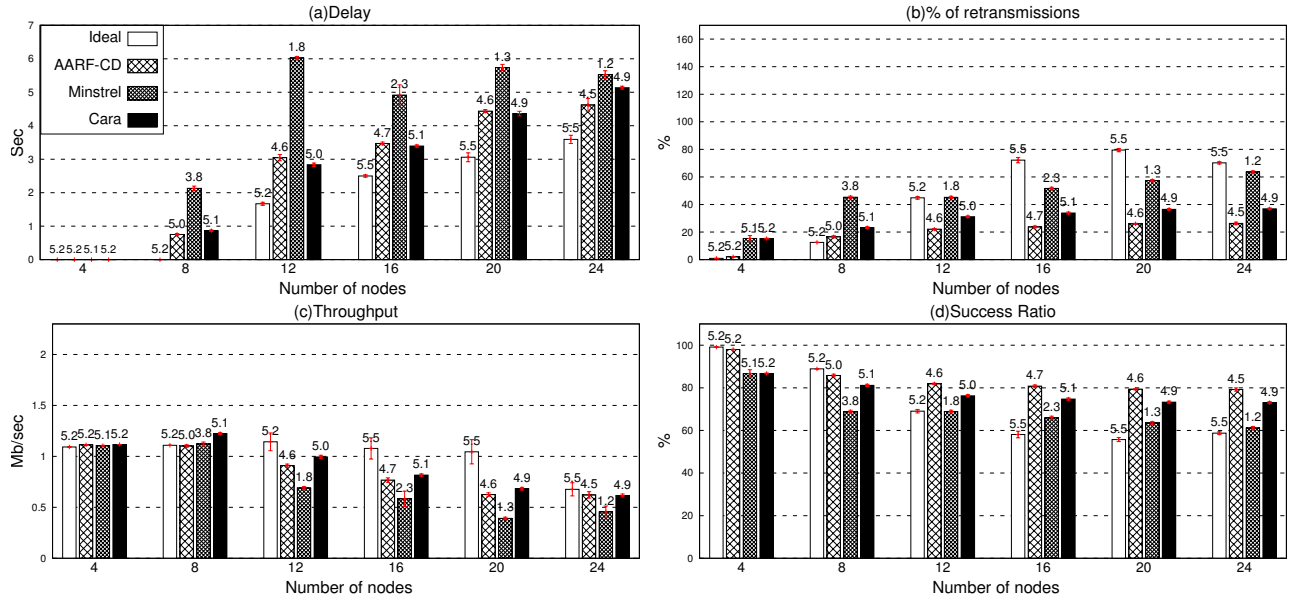 (a)Delay
7
6
5
4
3
2
1
0
Sec
Ideal
AARF-CD
Minstrel
Cara
5.2 5.2 5.1 5.2
5.2 5.0 3.8 5.1
5.2 4.6 1.8 5.0
5.5 4.7 2.3 5.1
5.5 4.6 1.3 4.9
5.5 4.5 1.2 4.9
4 8 12 16 20 24
Number of nodes
(b)% of retransmissions
160
140
120
100
80
60
40
20
0
%
5.2 5.2 5.1 5.2
5.2 5.0 3.8 5.1
5.2 4.6 1.8 5.0
5.5 4.7 2.3 5.1
5.5 4.6 1.3 4.9
5.5 4.5 1.2 4.9
4 8 12 16 20 24
Number of nodes
(c)Throughput
2
1.5
1
0.5
0
Mb/sec
5.2 5.2 5.1 5.2
5.2 5.0 3.8 5.1
5.2 4.6 1.8 5.0
5.5 4.7 2.3 5.1
5.5 4.6 1.3 4.9
5.5 4.5 1.2 4.9
4 8 12 16 20 24
Number of nodes
(d)Success Ratio
100
80
60
40
20
0
%
5.2 5.2 5.1 5.2
5.2 5.0 3.8 5.1
5.2 4.6 1.8 5.0
5.5 4.7 2.3 5.1
5.5 4.6 1.3 4.9
5.5 4.5 1.2 4.9
4 8 12 16 20 24
Number of nodes